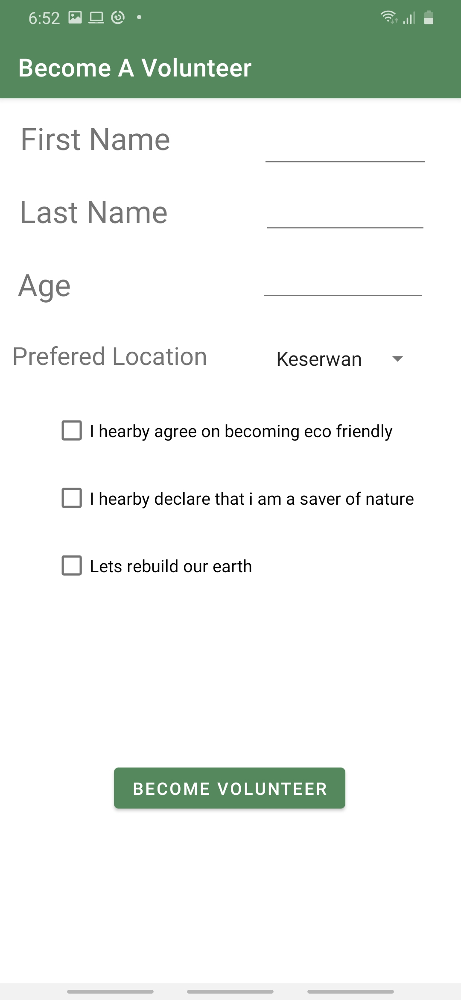 6:52
Become A Volunteer
First Name
Last Name
Age
Prefered Location Keserwan
I hearby agree on becoming eco friendly
I hearby declare that i am a saver of nature
Lets rebuild our earth
BECOME VOLUNTEER